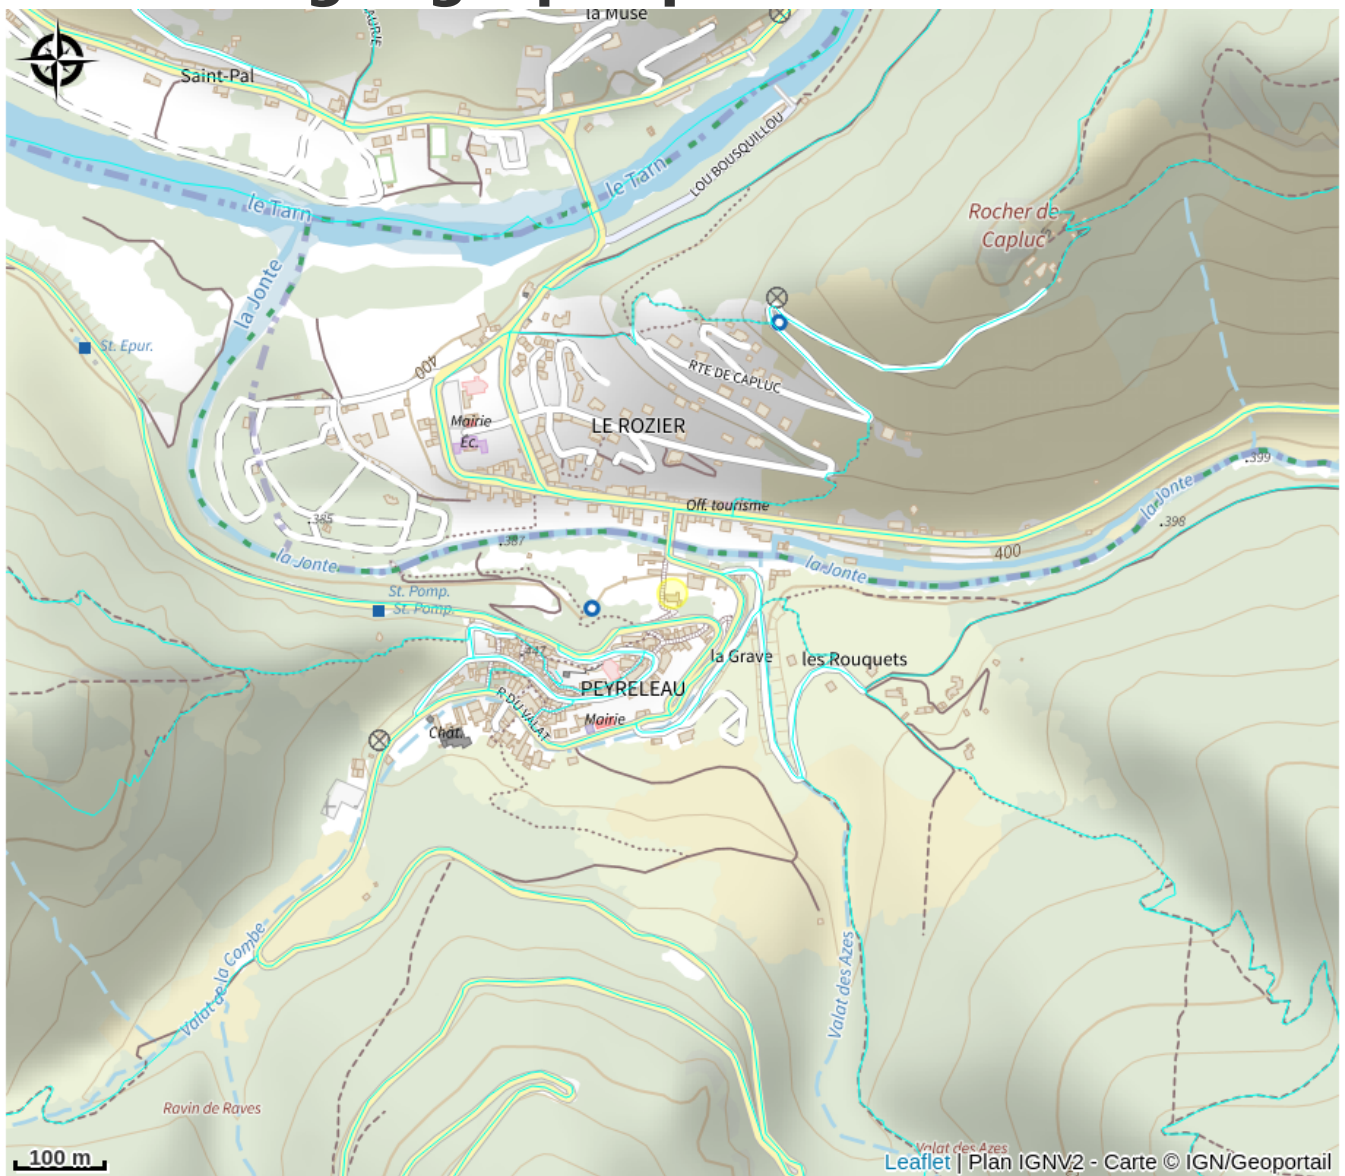 la Muse
AURIE
Saint-Pal
LOU BOUSQUILLOU
le Tarn
le Tarn
Rocher de
Capluc
la Jonte
St. Epur.
400
RTE DE CAPLUC
Mairie
Ec.
LE ROZIER
399
la Jonte
Off. tourisme
385
398
387
400
la Jonte
la Jonte
St. Pomp.
St. Pomp.
447
la Grave
les Rouquets
PEYRELEAU
R DU VALAT
Mairie
Chât.
Valat de la Combe
Valat des Azes
Ravin de Raves
Valat des Azes
100 m
Leaflet | Plan IGNV2 - Carte © IGN/Geoportail